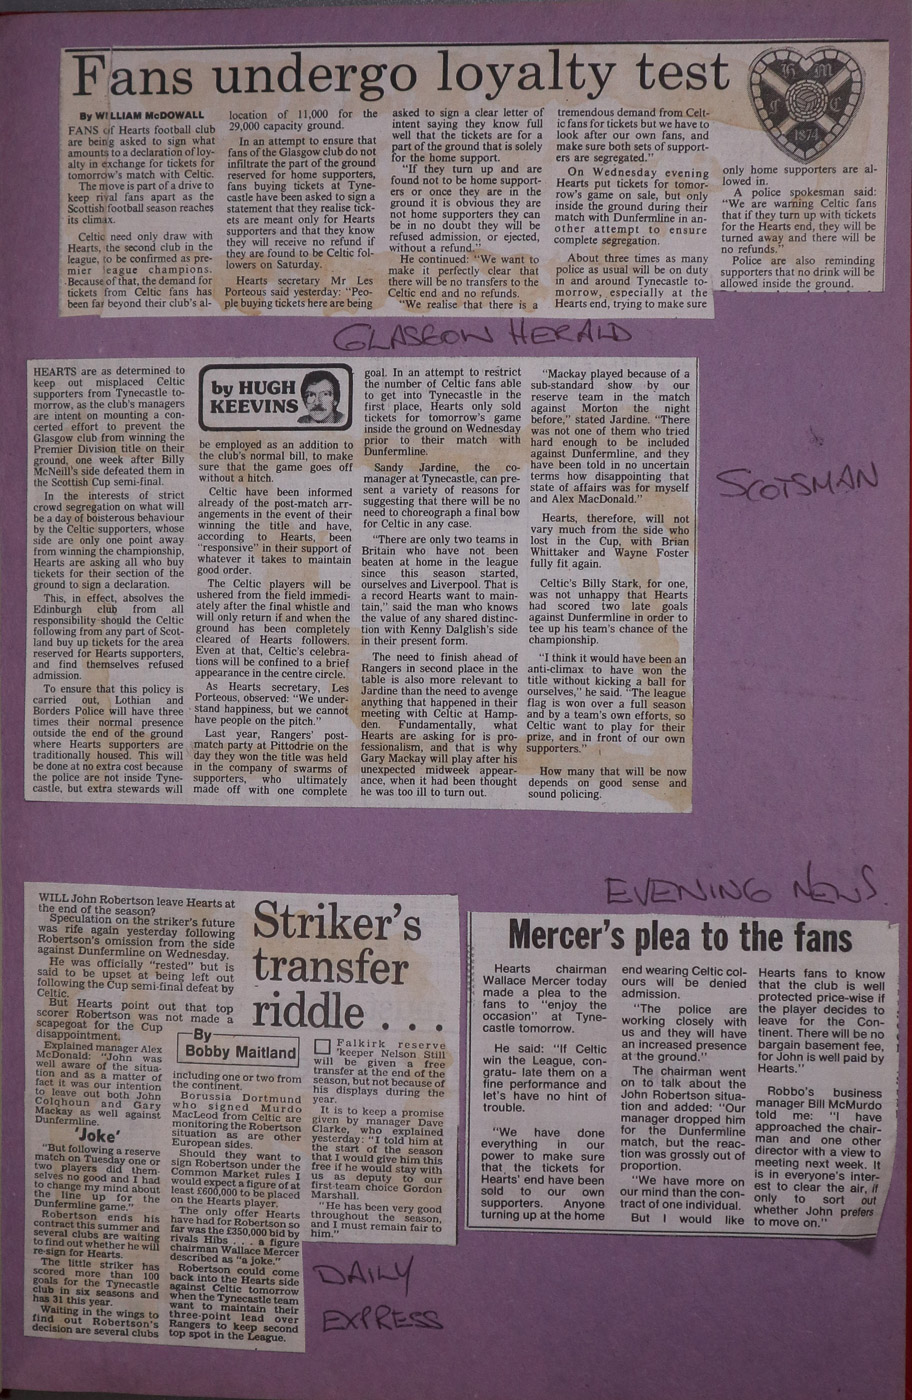 Fans undergo loyalty test
H M
F C
1874
By WILLIAM McDOWALL
FANS of Hearts football club
are being asked to sign what
amounts to a declaration of loy-
alty in exchange for tickets for
tomorrow's match with Celtic.
The move is part of a drive to
keep rival fans apart as the
Scottish football season reaches
its climax.
Celtic need only draw with
Hearts, the second club in the
league, to be confirmed as pre-
mier league champions.
Because of that, the demand for
tickets from Celtic fans has
been far beyond their club's al-
location of 11,000 for the
29,000 capacity ground.
In an attempt to ensure that
fans of the Glasgow club do not
infiltrate the part of the ground
reserved for home supporters,
fans buying tickets at Tyne-
castle have been asked to sign a
statement that they realise tick-
ets are meant only for Hearts
supporters and that they know
they will receive no refund if
they are found to be Celtic fol-
lowers on Saturday.
Hearts secretary Mr Les
Porteous said yesterday: "Peo-
ple buying tickets here are being
asked to sign a clear letter of
intent saying they know full
well that the tickets are for a
part of the ground that is solely
for the home support.
"If they turn up and are
found not to be home support-
ers or once they are in the
ground it is obvious they are
not home supporters they can
be in no doubt they will be
refused admission, or ejected,
without a refund."
He continued: "We want to
make it perfectly clear that
there will be no transfers to the
Celtic end and no refunds.
"We realise that there is a
tremendous demand from Celt-
ic fans for tickets but we have to
look after our own fans, and
make sure both sets of support-
ers are segregated."
On Wednesday evening
Hearts put tickets for tomor-
row's game on sale, but only
inside the ground during their
match with Dunfermline in an-
other attempt to ensure
complete segregation.
About three times as many
police as usual will be on duty
in and around Tynecastle to-
morrow, especially at the
Hearts end, trying to make sure
only home supporters are al-
lowed in.
A police spokesman said:
"We are warning Celtic fans
that if they turn up with tickets
for the Hearts end, they will be
turned away and there will be
no refunds."
Police are also reminding
supporters that no drink will be
allowed inside the ground.
GLASGOW HERALD
HEARTS are as determined to
keep out misplaced Celtic
supporters from Tynecastle to-
morrow, as the club's managers
are intent on mounting a con-
certed effort to prevent the
Glasgow club from winning the
Premier Division title on their
ground, one week after Billy
McNeill's side defeated them in
the Scottish Cup semi-final.
In the interests of strict
crowd segregation on what will
be a day of boisterous behaviour
by the Celtic supporters, whose
side are only one point away
from winning the championship,
Hearts are asking all who buy
tickets for their section of the
ground to sign a declaration.
This, in effect, absolves the
Edinburgh club from all
responsibility should the Celtic
following from any part of Scot-
land buy up tickets for the area
reserved for Hearts supporters,
and find themselves refused
admission.
To ensure that this policy is
carried out, Lothian and
Borders Police will have three
times their normal presence
outside the end of the ground
where Hearts supporters are
traditionally housed. This will
be done at no extra cost because
the police are not inside Tyne-
castle, but extra stewards will
by HUGH
KEEVINS
be employed as an addition to
the club's normal bill, to make
sure that the game goes off
without a hitch.
Celtic have been informed
already of the post-match arr-
angements in the event of their
winning the title and have,
according to Hearts, been
"responsive" in their support of
whatever it takes to maintain
good order.
The Celtic players will be
ushered from the field immedi-
ately after the final whistle and
will only return if and when the
ground has been completely
cleared of Hearts followers.
Even at that, Celtic's celebra-
tions will be confined to a brief
appearance in the centre circle.
As Hearts secretary, Les
Porteous, observed: "We under-
stand happiness, but we cannot
have people on the pitch."
Last year, Rangers' post-
match party at Pittodrie on the
day they won the title was held
in the company of swarms of
supporters, who ultimately
made off with one complete
goal. In an attempt to restrict
the number of Celtic fans able
to get into Tynecastle in the
first place, Hearts only sold
tickets for tomorrow's game
inside the ground on Wednesday
prior to their match with
Dunfermline.
Sandy Jardine, the co-
manager at Tynecastle, can pre-
sent a variety of reasons for
suggesting that there will be no
need to choreograph a final bow
for Celtic in any case.
"There are only two teams in
Britain who have not been
beaten at home in the league
since this season started,
ourselves and Liverpool. That is
a record Hearts want to main-
tain," said the man who knows
the value of any shared distinc-
tion with Kenny Dalglish's side
in their present form.
The need to finish ahead of
Rangers in second place in the
table is also more relevant to
Jardine than the need to avenge
anything that happened in their
meeting with Celtic at Hamp-
den. Fundamentally, what
Hearts are asking for is pro-
fessionalism, and that is why
Gary Mackay will play after his
unexpected midweek appear-
ance, when it had been thought
he was too ill to turn out.
"Mackay played because of a
sub-standard show by our
reserve team in the match
against Morton the night
before," stated Jardine. "There
was not one of them who tried
hard enough to be included
against Dunfermline, and they
have been told in no uncertain
terms how disappointing that
state of affairs was for myself
and Alex MacDonald."
Hearts, therefore, will not
vary much from the side who
lost in the Cup, with Brian
Whittaker and Wayne Foster
fully fit again.
Celtic's Billy Stark, for one,
was not unhappy that Hearts
had scored two late goals
against Dunfermline in order to
tee up his team's chance of the
championship.
"I think it would have been an
anti-climax to have won the
title without kicking a ball for
ourselves," he said. "The league
flag is won over a full season
and by a team's own efforts, so
Celtic want to play for their
prize, and in front of our own
supporters."
How many that will be now
depends on good sense and
sound policing.
SCOTSMAN
WILL John Robertson leave Hearts at
the end of the season?
Speculation on the striker's future
was rife again yesterday following
Robertson's omission from the side
against Dunfermline on Wednesday.
He was officially "rested" but is
said to be upset at being left out
following the Cup semi-final defeat by
Celtic.
But Hearts point out that top
scorer Robertson was not made a
scapegoat for the Cup
disappointment.
Explained manager Alex
McDonald: "John was
well aware of the situa-
tion and as a matter of
fact it was our intention
to leave out both John
Colqhoun and Gary
Mackay as well against
Dunfermline.
'Joke'
"But following a reserve
match on Tuesday one or
two players did them-
selves no good and I had
to change my mind about
the line up for the
Dunfermline game."
Robertson ends his
contract this summer and
several clubs are waiting
to find out whether he will
re-sign for Hearts.
The little striker has
scored more than 100
goals for the Tynecastle
club in six seasons and
has 31 this year.
Waiting in the wings to
find out Robertson's
decision are several clubs
Striker's
transfer
riddle . . .
By
Bobby Maitland
including one or two from
the continent.
Borussia Dortmund
who signed Murdo
MacLeod from Celtic are
monitoring the Robertson
situation as are other
European sides.
Should they want to
sign Robertson under the
Common Market rules I
would expect a figure of at
least £600,000 to be placed
on the Hearts player.
The only offer Hearts
have had for Robertson so
far was the £350,000 bid by
rivals Hibs . . . a figure
chairman Wallace Mercer
described as "a joke."
Robertson could come
back into the Hearts side
against Celtic tomorrow
when the Tynecastle team
want to maintain their
three-point lead over
Rangers to keep second
top spot in the League.
Falkirk reserve
'keeper Nelson Still
will be given a free
transfer at the end of the
season, but not because of
his displays during the
year.
It is to keep a promise
given by manager Dave
Clarke, who explained
yesterday: "I told him at
the start of the season
that I would give him this
free if he would stay with
us as deputy to our
first-team choice Gordon
Marshall.
"He has been very good
throughout the season,
and I must remain fair to
him."
DAILY
EXPRESS
EVENING NEWS.
Mercer's plea to the fans
Hearts chairman
Wallace Mercer today
made a plea to the
fans to "enjoy the
occasion" at Tyne-
castle tomorrow.
He said: "If Celtic
win the League, con-
gratu- late them on a
fine performance and
let's have no hint of
trouble.
"We have done
everything in our
power to make sure
that the tickets for
Hearts' end have been
sold to our own
supporters. Anyone
turning up at the home
end wearing Celtic col-
ours will be denied
admission.
"The police are
working closely with
us and they will have
an increased presence
at the ground."
The chairman went
on to talk about the
John Robertson situa-
tion and added: "Our
manager dropped him
for the Dunfermline
match, but the reac-
tion was grossly out of
proportion.
"We have more on
our mind than the con-
tract of one individual.
But I would like
Hearts fans to know
that the club is well
protected price-wise if
the player decides to
leave for the Con-
tinent. There will be no
bargain basement fee,
for John is well paid by
Hearts."
Robbo's business
manager Bill McMurdo
told me: "I have
approached the chair-
man and one other
director with a view to
meeting next week. It
is in everyone's inter-
est to clear the air, if
only to sort out
whether John prefers
to move on."